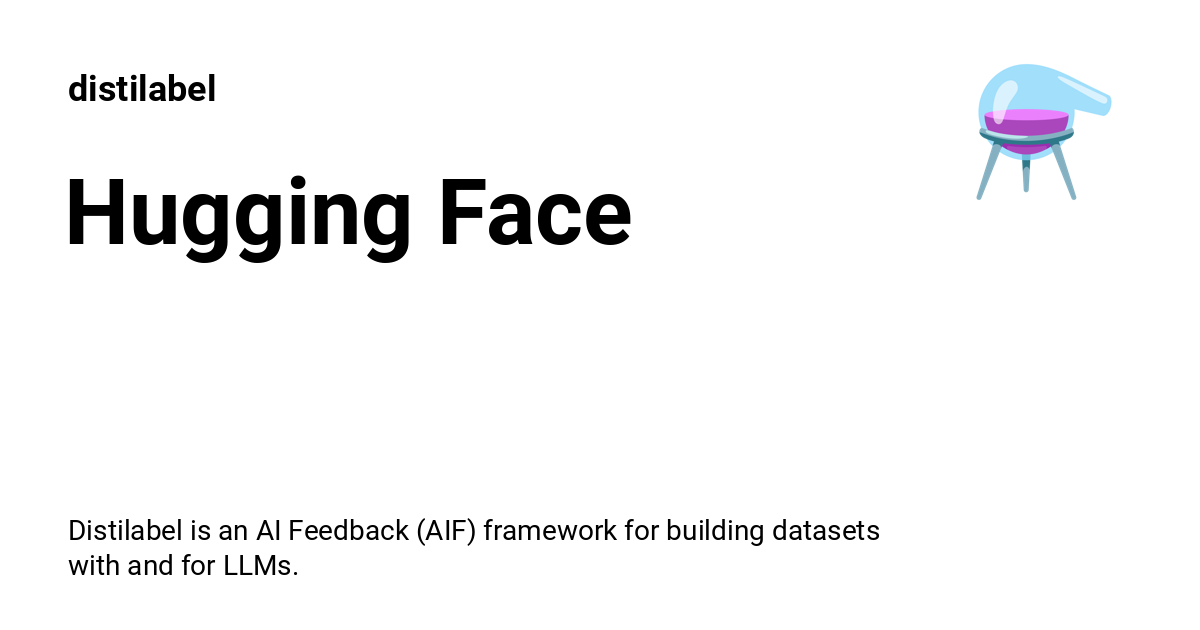 distilabel
Hugging Face
Distilabel is an AI Feedback (AIF) framework for building datasets
with and for LLMs.